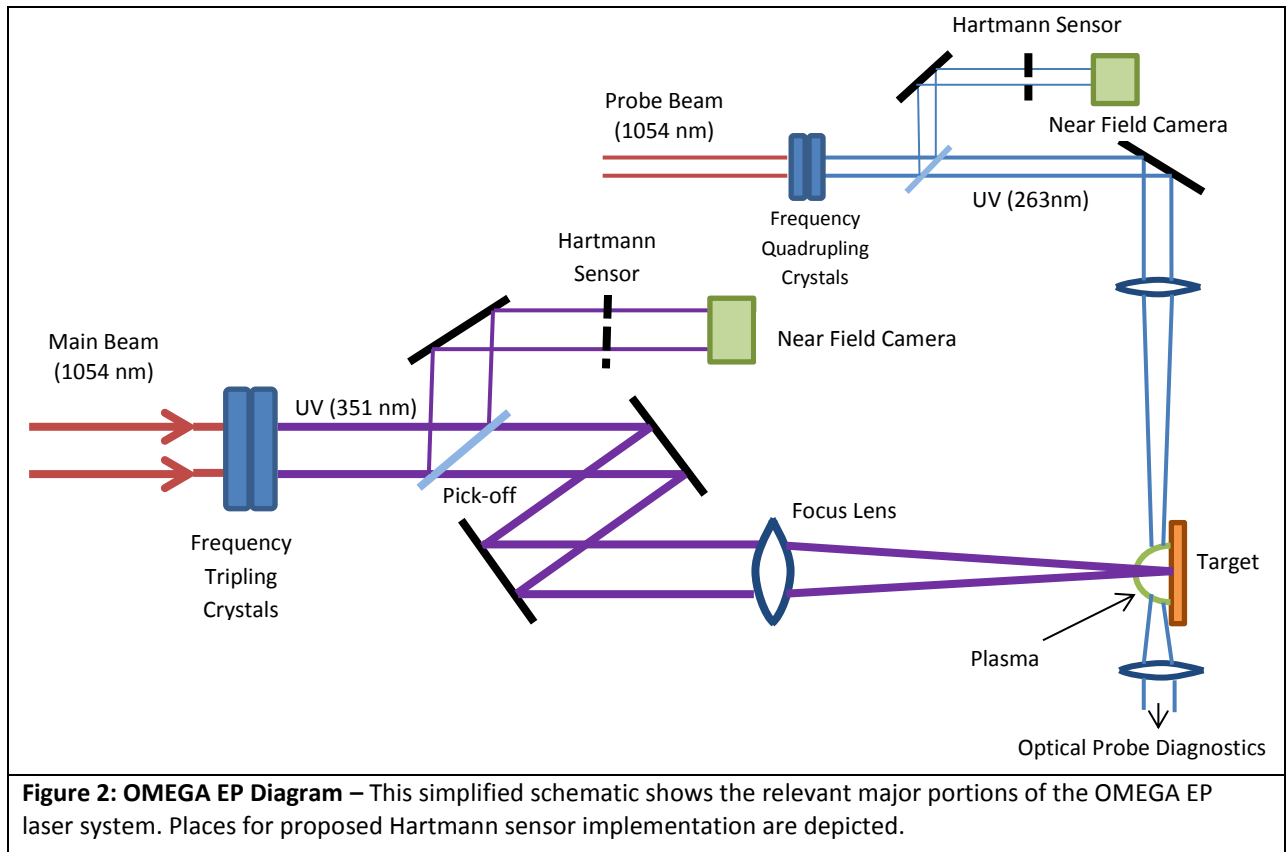 Hartmann Sensor
Probe Beam
(1054 nm)
Near Field Camera
UV (263nm)
Frequency
Quadrupling
Crystals
Hartmann
Sensor
Near Field Camera
Main Beam
(1054 nm)
UV (351 nm)
Pick-off
Focus Lens
Frequency
Tripling
Crystals
Target
Plasma
Optical Probe Diagnostics
Figure 2: OMEGA EP Diagram – This simplified schematic shows the relevant major portions of the OMEGA EP
laser system. Places for proposed Hartmann sensor implementation are depicted.